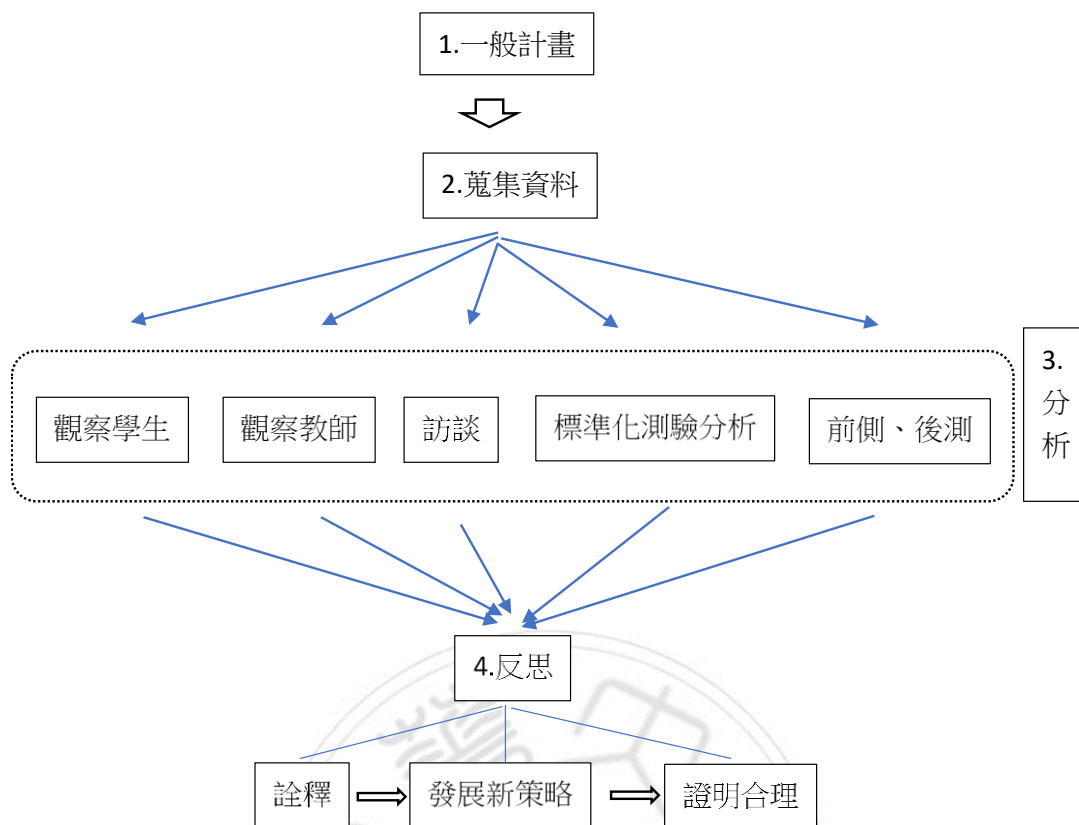 1.一般計畫
2.蒐集資料
3.
分
析
觀察學生
觀察教師
訪談
標準化測驗分析
前側、後測
4.反思
詮釋
發展新策略
證明合理